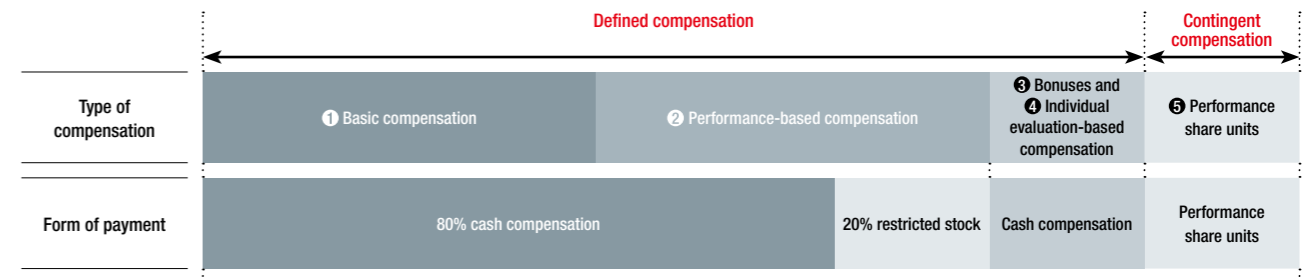 Defined compensation
Contingent
compensation
Type of
compensation
❶ Basic compensation
❷ Performance-based compensation
❸ Bonuses and
❹ Individual
evaluation-based
compensation
❺ Performance
share units
Form of payment
80% cash compensation
20% restricted stock
Cash compensation
Performance
share units